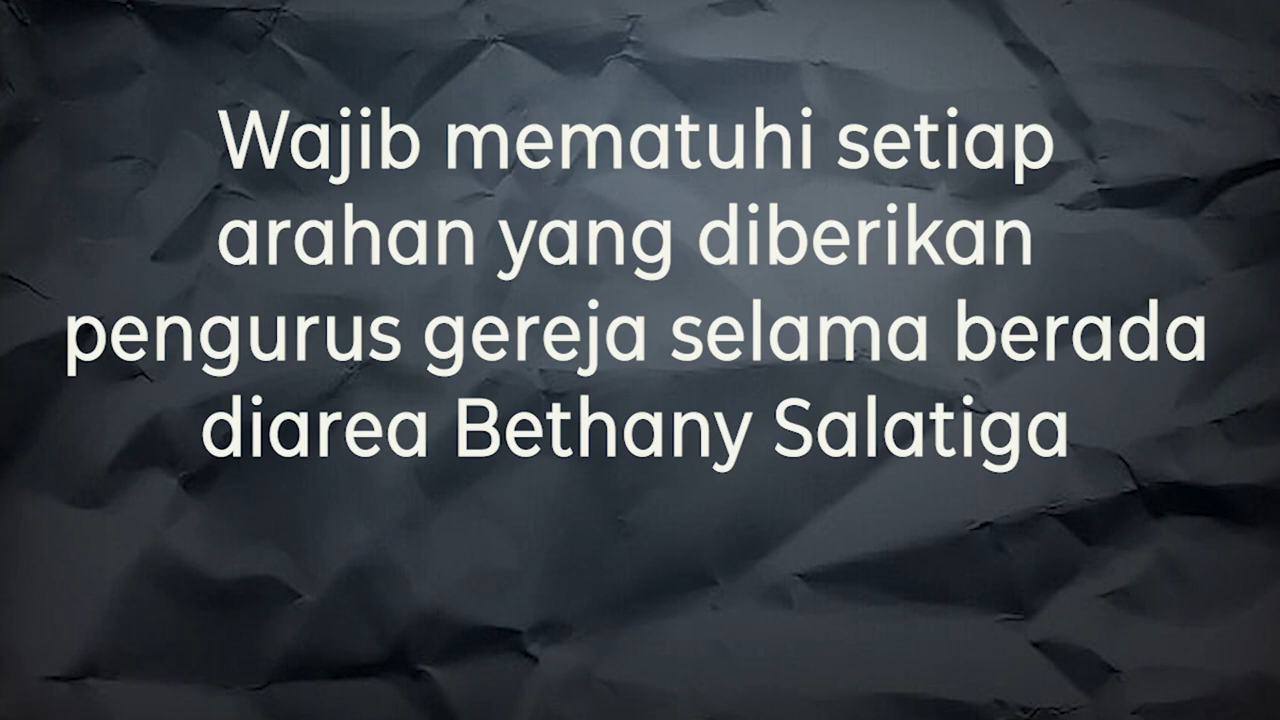 Wajib mematuhi setiap
arahan yang diberikan
pengurus gereja selama berada
diarea Bethany Salatiga